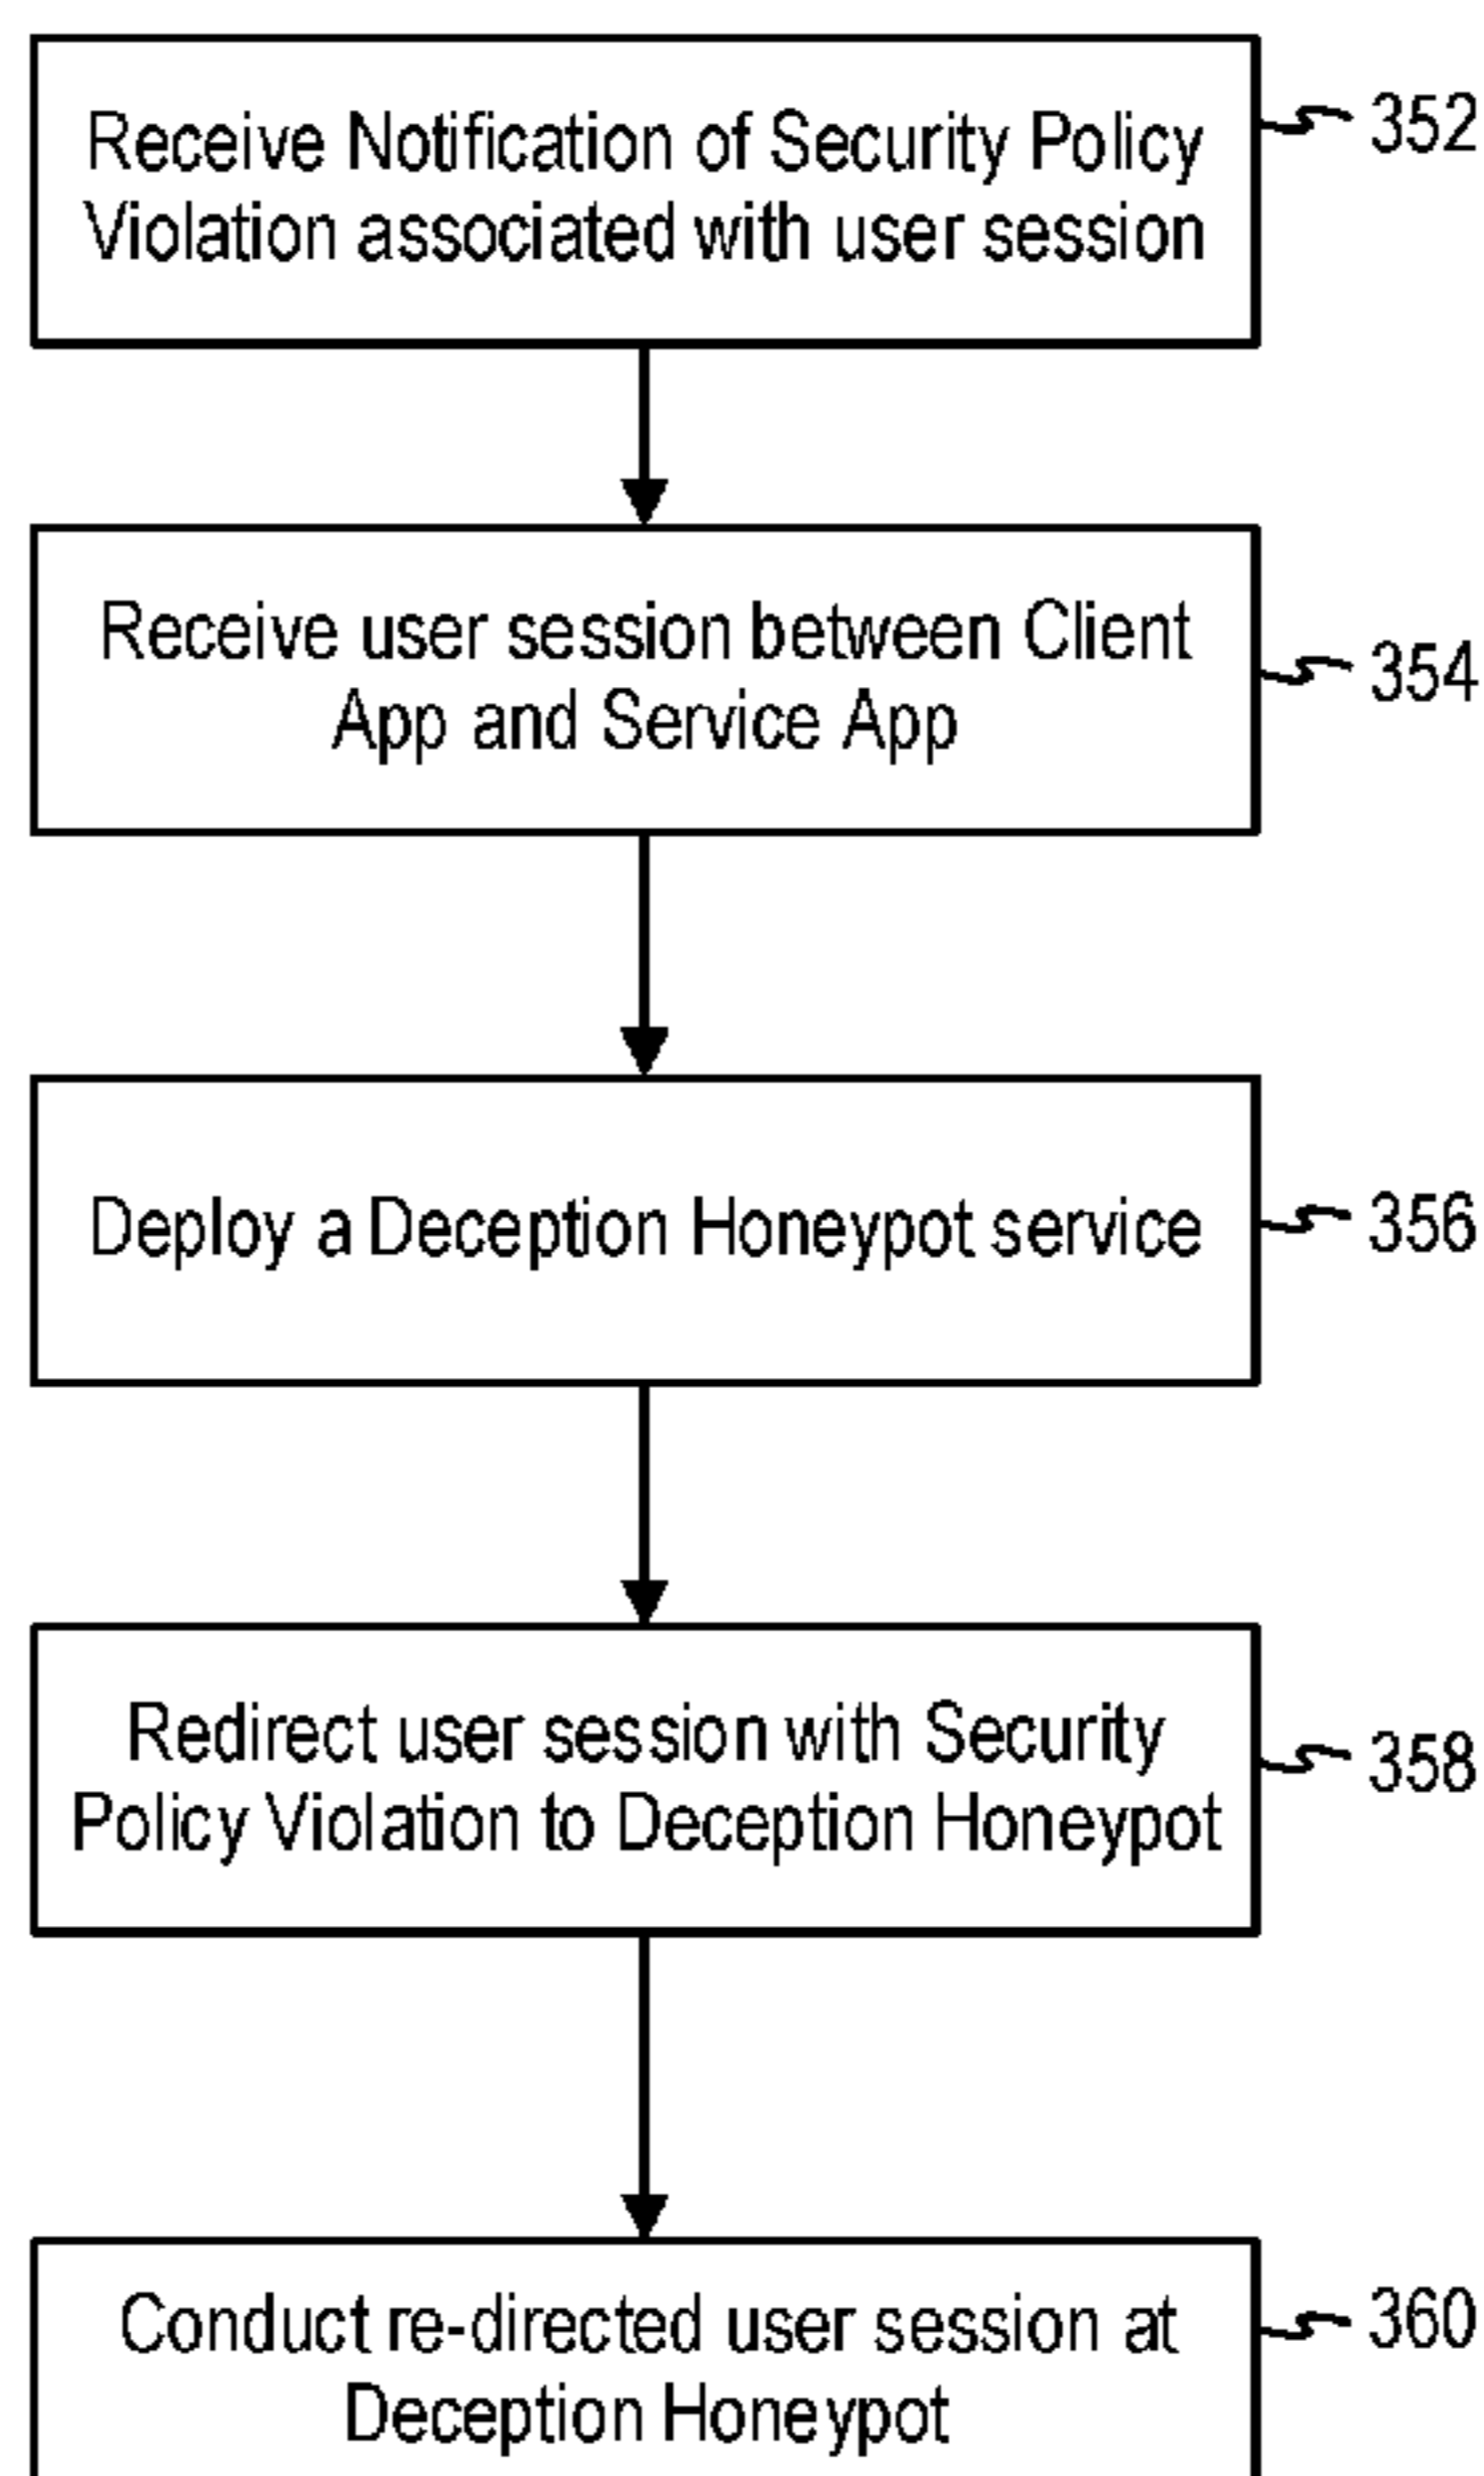 Receive Notification of Security Policy
Violation associated with user session
352
Receive user session between Client
App and Service App
354
Deploy a Deception Honeypot service
356
Redirect user session with Security
Policy Violation to Deception Honeypot
358
Conduct re-directed user session at
Deception Honeypot
360